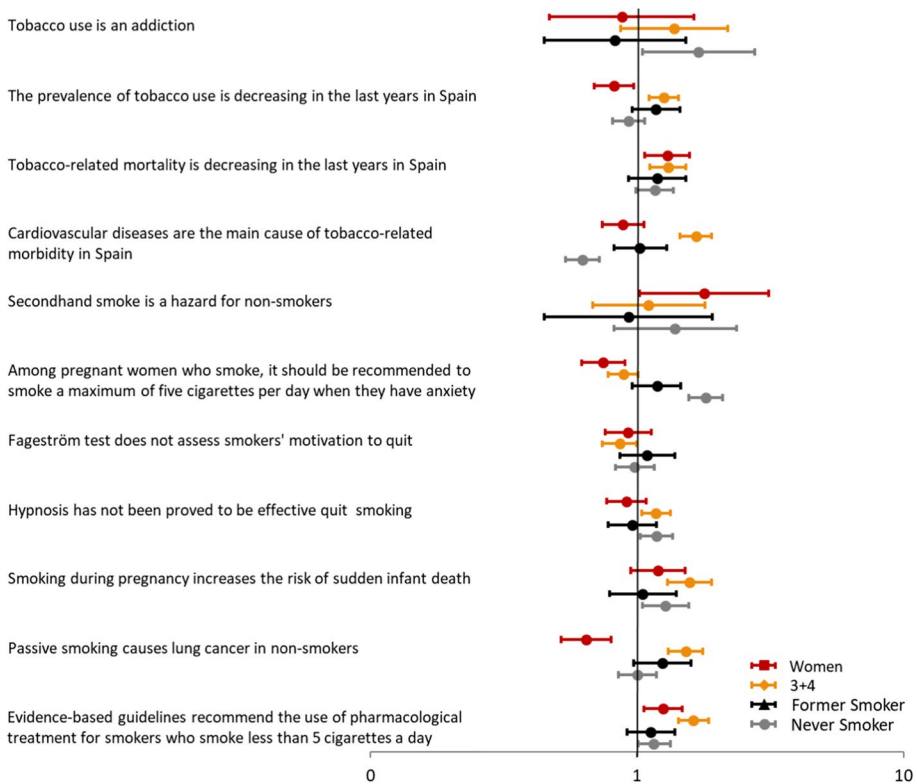 Tobacco use is an addiction
The prevalence of tobacco use is decreasing in the last years in Spain
Tobacco-related mortality is decreasing in the last years in Spain
Cardiovascular diseases are the main cause of tobacco-related
morbidity in Spain
Secondhand smoke is a hazard for non-smokers
Among pregnant women who smoke, it should be recommended to
smoke a maximum of five cigarettes per day when they have anxiety
Fageström test does not assess smokers' motivation to quit
Hypnosis has not been proved to be effective quit smoking
Smoking during pregnancy increases the risk of sudden infant death
Passive smoking causes lung cancer in non-smokers
Evidence-based guidelines recommend the use of pharmacological
treatment for smokers who smoke less than 5 cigarettes a day
Women
3+4
Former Smoker
Never Smoker
0 1 10